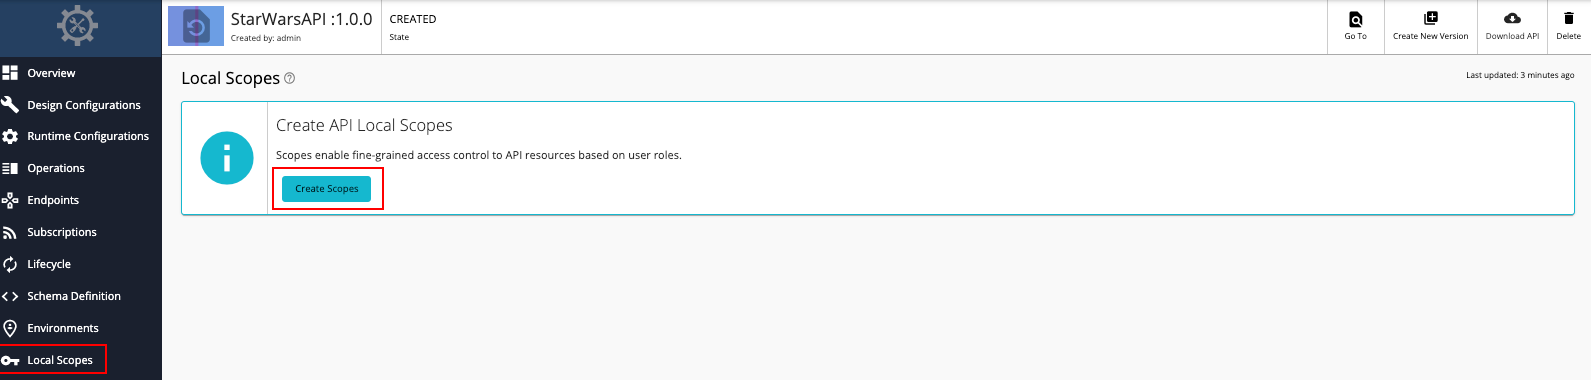 StarWarsAPI :1.0.0
Created by: admin
CREATED
State
Go To
Create New Version
Download API
Delete
Overview
Design Configurations
Runtime Configurations
Operations
Endpoints
Subscriptions
Lifecycle
Schema Definition
Environments
Local Scopes
Local Scopes
Last updated: 3 minutes ago
Create API Local Scopes
Scopes enable fine-grained access control to API resources based on user roles.
Create Scopes